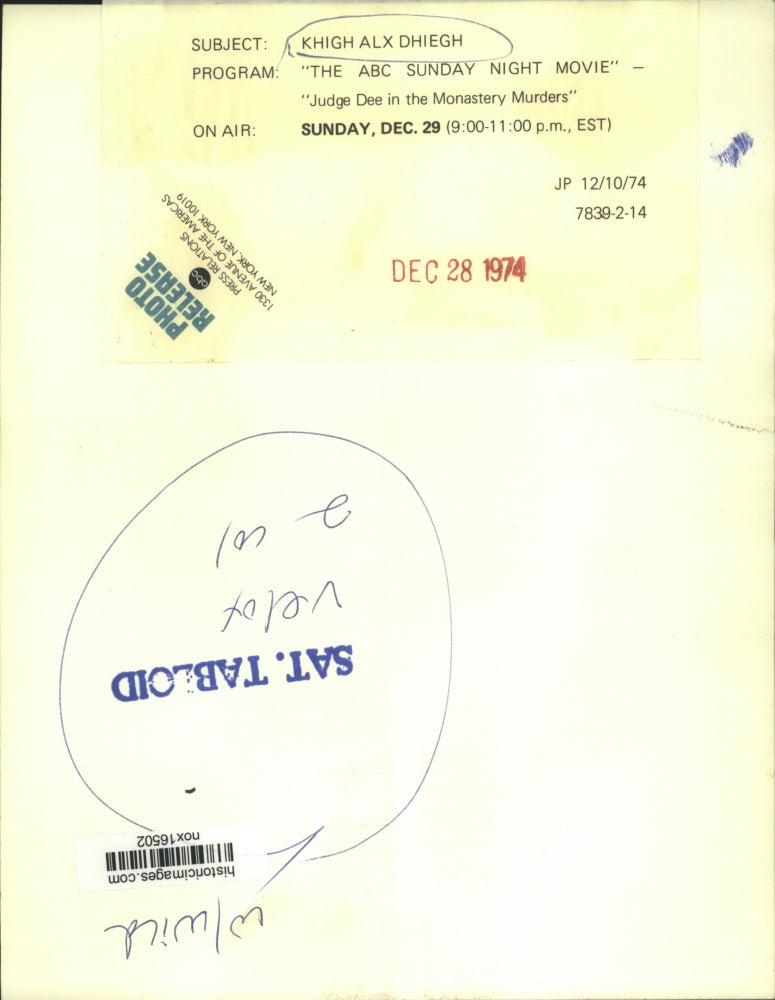 SUBJECT: KHIGH ALX DHIEGH
PROGRAM: "THE ABC SUNDAY NIGHT MOVIE" –
"Judge Dee in the Monastery Murders"
ON AIR: SUNDAY, DEC. 29 (9:00-11:00 p.m., EST)
JP 12/10/74
7839-2-14
DEC 28 1974
PHOTO
RELEASE
abc
PRESS RELATIONS
1330 AVENUE OF THE AMERICAS
NEW YORK, NEW YORK 10019
SAT. TABLOID
velox
historicimages.com
nox16502